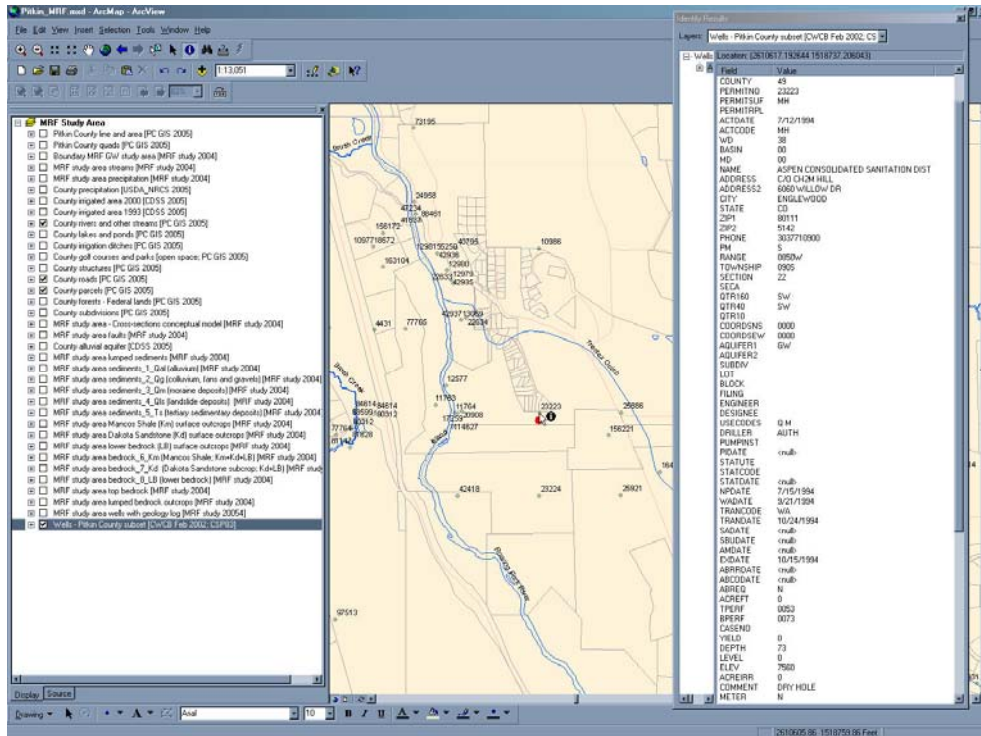 Pitkin_MRF.mxd - ArcMap - ArcView
File Edit View Insert Selection Tools Window Help
1:13,051
MRF Study Area
Pitkin County line and area [PC GIS 2005]
Pitkin County quads [PC GIS 2005]
Boundary MRF GW study area [MRF study 2004]
MRF study area streams [MRF study 2004]
MRF study area precipitation [MRF study 2004]
County precipitation [USDA_NRCS 2005]
County irrigated area 2000 [CDSS 2005]
County irrigated area 1993 [CDSS 2005]
County rivers and other streams [PC GIS 2005]
County lakes and ponds [PC GIS 2005]
County irrigation ditches [PC GIS 2005]
County golf courses and parks [open space; PC GIS 2005]
County structures [PC GIS 2005]
County roads [PC GIS 2005]
County parcels [PC GIS 2005]
County forests - Federal lands [PC GIS 2005]
County subdivisions [PC GIS 2005]
MRF study area - Cross-sections conceptual model [MRF study 2004]
MRF study area faults [MRF study 2004]
County alluvial aquifer [CDSS 2005]
MRF study area lumped sediments [MRF study 2004]
MRF study area sediments_1_Qal (alluvium) [MRF study 2004]
MRF study area sediments_2_Qg (colluvium, fans and gravels) [MRF study 2004]
MRF study area sediments_3_Qm (moraine deposits) [MRF study 2004]
MRF study area sediments_4_Qls (landslide deposits) [MRF study 2004]
MRF study area sediments_5_Ts (tertiary sedimentary deposits) [MRF study 2004
MRF study area Mancos Shale (Km) surface outcrops [MRF study 2004]
MRF study area Dakota Sandstone (Kd) surface outcrops [MRF study 2004]
MRF study area lower bedrock (LB) surface outcrops [MRF study 2004]
MRF study area bedrock_6_Km (Mancos Shale; Km+Kd+LB) [MRF study 2004]
MRF study area bedrock_7_Kd (Dakota Sandstone subcrop; Kd+LB) [MRF study
MRF study area bedrock_8_LB (lower bedrock) [MRF study 2004]
MRF study area top bedrock [MRF study 2004]
MRF study area lumped bedrock outcrops [MRF study 2004]
MRF study area wells with geology log [MRF study 20054]
Wells - Pitkin County subset [CWCB Feb 2002; CSP83]
Display Source
Drawing
Arial 10 B I U A
73195
24958
47234
88461
156172
10977
18672
163104
40795
10986
42936
12980
12979
42935
4431
77765
22634
12577
11763
11764
20908
114627
23223
25886
156221
42418
23224
25921
97513
Roaring Fork River
Identify Results
Layers: Wells - Pitkin County subset [CWCB Feb 2002; CS
Wells
Location: (2610617.192644 1518737.206043)
Field Value
COUNTY 49
PERMITNO 23223
PERMITSUF MH
PERMITRPL
ACTDATE 7/12/1994
ACTCODE MH
WD 38
BASIN 00
MD 00
NAME ASPEN CONSOLIDATED SANITATION DIST
ADDRESS C/O CH2M HILL
ADDRESS2 6060 WILLOW DR
CITY ENGLEWOOD
STATE CO
ZIP1 80111
ZIP2 5142
PHONE 3037710900
PM S
RANGE 0850W
TOWNSHIP 090S
SECTION 22
SECA
QTR160 SW
QTR40 SW
QTR10
COORDSNS 0000
COORDSEW 0000
AQUIFER1 GW
AQUIFER2
SUBDIV
LOT
BLOCK
FILING
ENGINEER
DESIGNEE
USECODES Q M
DRILLER AUTH
PUMPINST
PIDATE <null>
STATUTE
STATCODE
STATDATE <null>
NPDATE 7/15/1994
WADATE 9/21/1994
TRANCODE WA
TRANDATE 10/24/1994
SADATE <null>
SBUDATE <null>
AMDATE <null>
EXDATE 10/15/1994
ABRRDATE <null>
ABCODATE <null>
ABREQ N
ACREFT 0
TPERF 0053
BPERF 0073
CASENO
YIELD 0
DEPTH 73
LEVEL 0
ELEV 7560
ACREIRR 0
COMMENT DRY HOLE
METER N
2610605.86 1518759.86 Feet